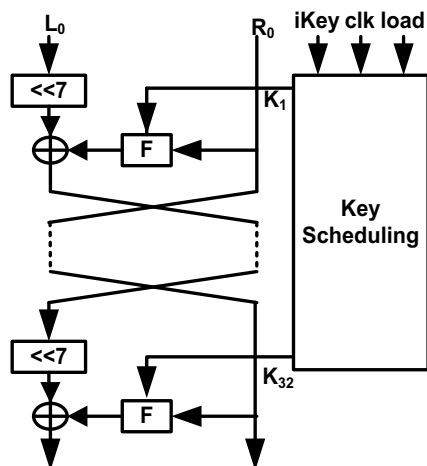 L₀ R₀ iKey clk load
<<7
K₁
F
Key
Scheduling
<<7
K₃₂
F